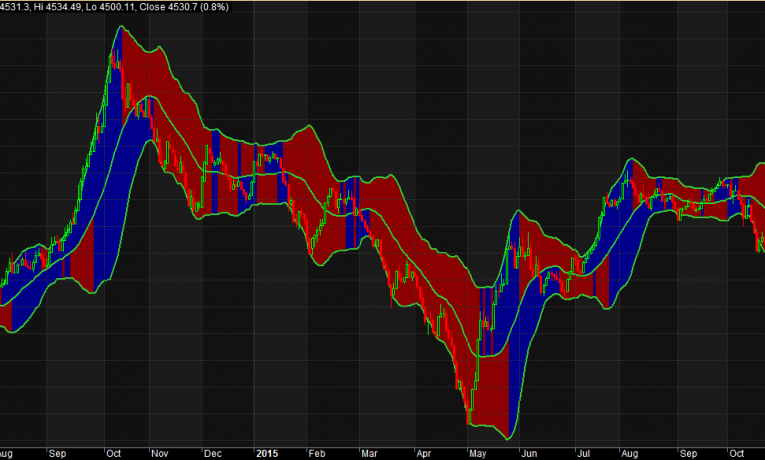 4531.3, Hi 4534.49, Lo 4500.11, Close 4530.7 (0.8%)
Aug Sep Oct Nov Dec 2015 Feb Mar Apr May Jun Jul Aug Sep Oct